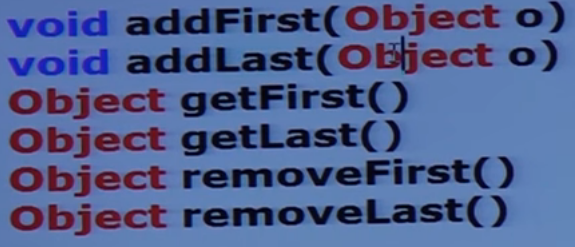 void addFirst(Object o)
void addLast(Object o)
Object getFirst()
Object getLast()
Object removeFirst()
Object removeLast()